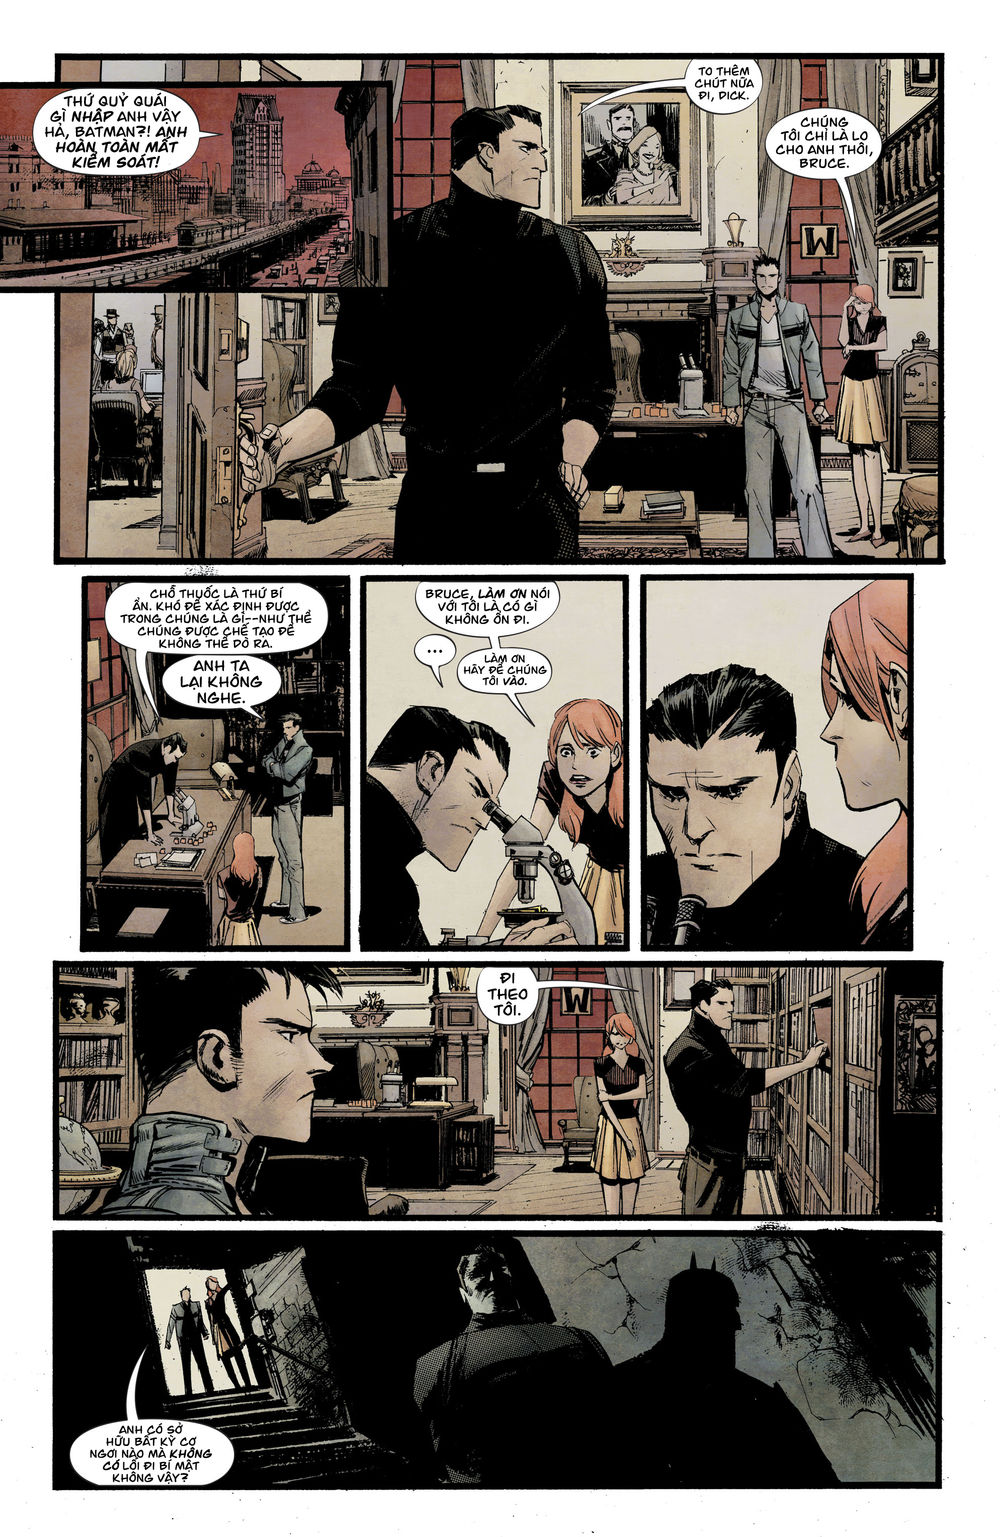 THỨ QUỶ QUÁI
GÌ NHẬP ANH VẬY
HẢ, BATMAN?! ANH
HOÀN TOÀN MẤT
KIỂM SOÁT!
TO THÊM
CHÚT NỮA
ĐI, DICK.
CHÚNG
TÔI CHỈ LÀ LO
CHO ANH THÔI,
BRUCE.
W
CHỖ THUỐC LÀ THỨ BÍ
ẨN. KHÓ ĐỂ XÁC ĐỊNH ĐƯỢC
TRONG CHÚNG LÀ GÌ--NHƯ THỂ
CHÚNG ĐƯỢC CHẾ TẠO ĐỂ
KHÔNG THỂ DÒ RA.
ANH TA
LẠI KHÔNG
NGHE.
BRUCE, LÀM ƠN NÓI
VỚI TÔI LÀ CÓ GÌ
KHÔNG ỔN ĐI.
...
LÀM ƠN
HÃY ĐỂ CHÚNG
TÔI VÀO.
ĐI
THEO
TÔI.
W
ANH CÓ SỞ
HỮU BẤT KỲ CƠ
NGƠI NÀO MÀ KHÔNG
CÓ LỐI ĐI BÍ MẬT
KHÔNG VẬY?